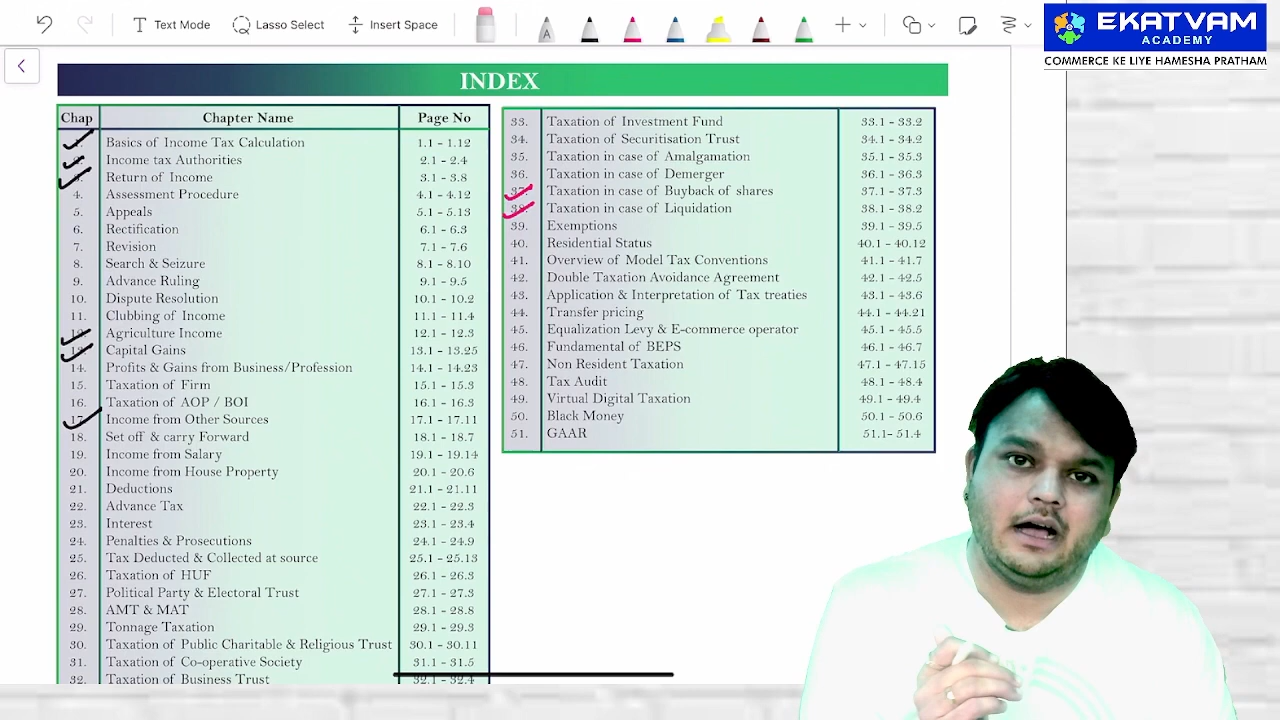 Text Mode
Lasso Select
Insert Space
A
EKATVAM
ACADEMY
COMMERCE KE LIYE HAMESHA PRATHAM
INDEX
Chap Chapter Name Page No
Basics of Income Tax Calculation 1.1 - 1.12
Income tax Authorities 2.1 - 2.4
Return of Income 3.1 - 3.8
4. Assessment Procedure 4.1 - 4.12
5. Appeals 5.1 - 5.13
6. Rectification 6.1 - 6.3
7. Revision 7.1 - 7.6
8. Search & Seizure 8.1 - 8.10
9. Advance Ruling 9.1 - 9.5
10. Dispute Resolution 10.1 - 10.2
11. Clubbing of Income 11.1 - 11.4
12. Agriculture Income 12.1 - 12.3
13. Capital Gains 13.1 - 13.25
14. Profits & Gains from Business/Profession 14.1 - 14.23
15. Taxation of Firm 15.1 - 15.3
16. Taxation of AOP / BOI 16.1 - 16.3
17. Income from Other Sources 17.1 - 17.11
18. Set off & carry Forward 18.1 - 18.7
19. Income from Salary 19.1 - 19.14
20. Income from House Property 20.1 - 20.6
21. Deductions 21.1 - 21.11
22. Advance Tax 22.1 - 22.3
23. Interest 23.1 - 23.4
24. Penalties & Prosecutions 24.1 - 24.9
25. Tax Deducted & Collected at source 25.1 - 25.13
26. Taxation of HUF 26.1 - 26.3
27. Political Party & Electoral Trust 27.1 - 27.3
28. AMT & MAT 28.1 - 28.8
29. Tonnage Taxation 29.1 - 29.3
30. Taxation of Public Charitable & Religious Trust 30.1 - 30.11
31. Taxation of Co-operative Society 31.1 - 31.5
32. Taxation of Business Trust 32.1 - 32.4
33. Taxation of Investment Fund 33.1 - 33.2
34. Taxation of Securitisation Trust 34.1 - 34.2
35. Taxation in case of Amalgamation 35.1 - 35.3
36. Taxation in case of Demerger 36.1 - 36.3
37. Taxation in case of Buyback of shares 37.1 - 37.3
38. Taxation in case of Liquidation 38.1 - 38.2
39. Exemptions 39.1 - 39.5
40. Residential Status 40.1 - 40.12
41. Overview of Model Tax Conventions 41.1 - 41.7
42. Double Taxation Avoidance Agreement 42.1 - 42.5
43. Application & Interpretation of Tax treaties 43.1 - 43.6
44. Transfer pricing 44.1 - 44.21
45. Equalization Levy & E-commerce operator 45.1 - 45.5
46. Fundamental of BEPS 46.1 - 46.7
47. Non Resident Taxation 47.1 - 47.15
48. Tax Audit 48.1 - 48.4
49. Virtual Digital Taxation 49.1 - 49.4
50. Black Money 50.1 - 50.6
51. GAAR 51.1- 51.4